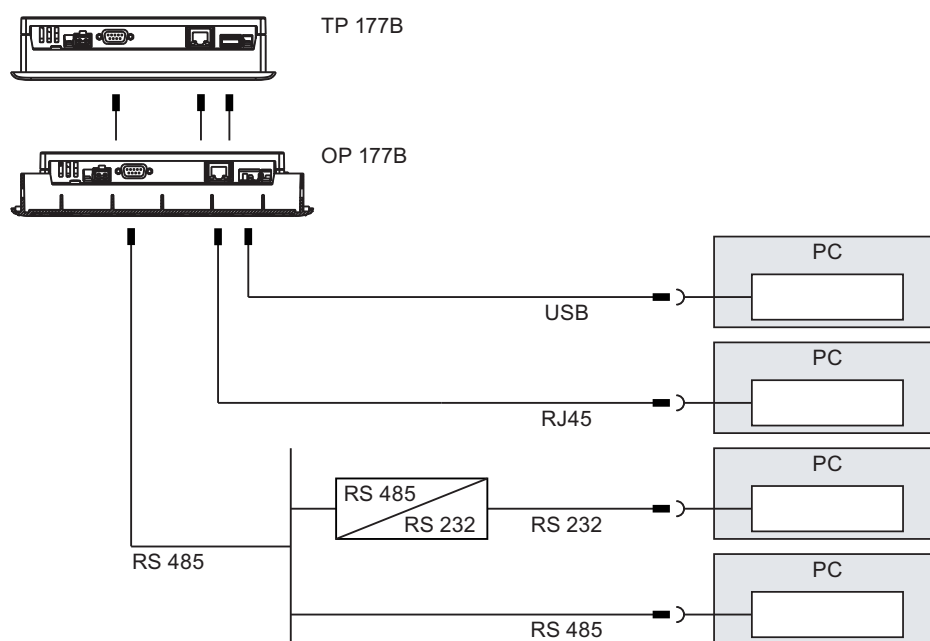 TP 177B
OP 177B
PC
USB
PC
RJ45
PC
RS 485
RS 232
RS 232
RS 485
PC
RS 485